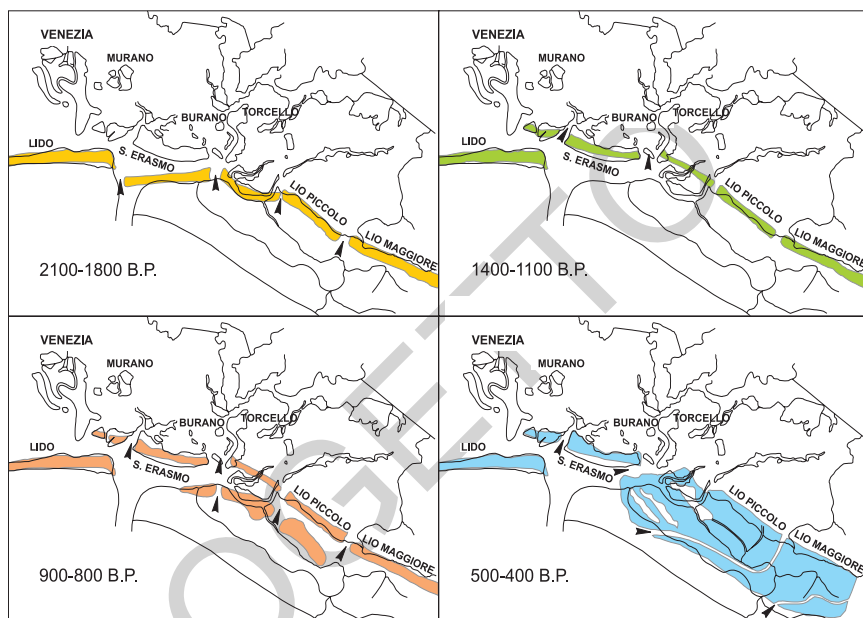 VENEZIA
MURANO
BURANO
TORCELLO
LIDO
S. ERASMO
LIO PICCOLO
LIO MAGGIORE
2100-1800 B.P.
VENEZIA
MURANO
BURANO
TORCELLO
LIDO
S. ERASMO
LIO PICCOLO
LIO MAGGIORE
1400-1100 B.P.
VENEZIA
MURANO
BURANO
TORCELLO
LIDO
S. ERASMO
LIO PICCOLO
LIO MAGGIORE
900-800 B.P.
VENEZIA
MURANO
BURANO
TORCELLO
LIDO
S. ERASMO
LIO PICCOLO
LIO MAGGIORE
500-400 B.P.
OGETTO